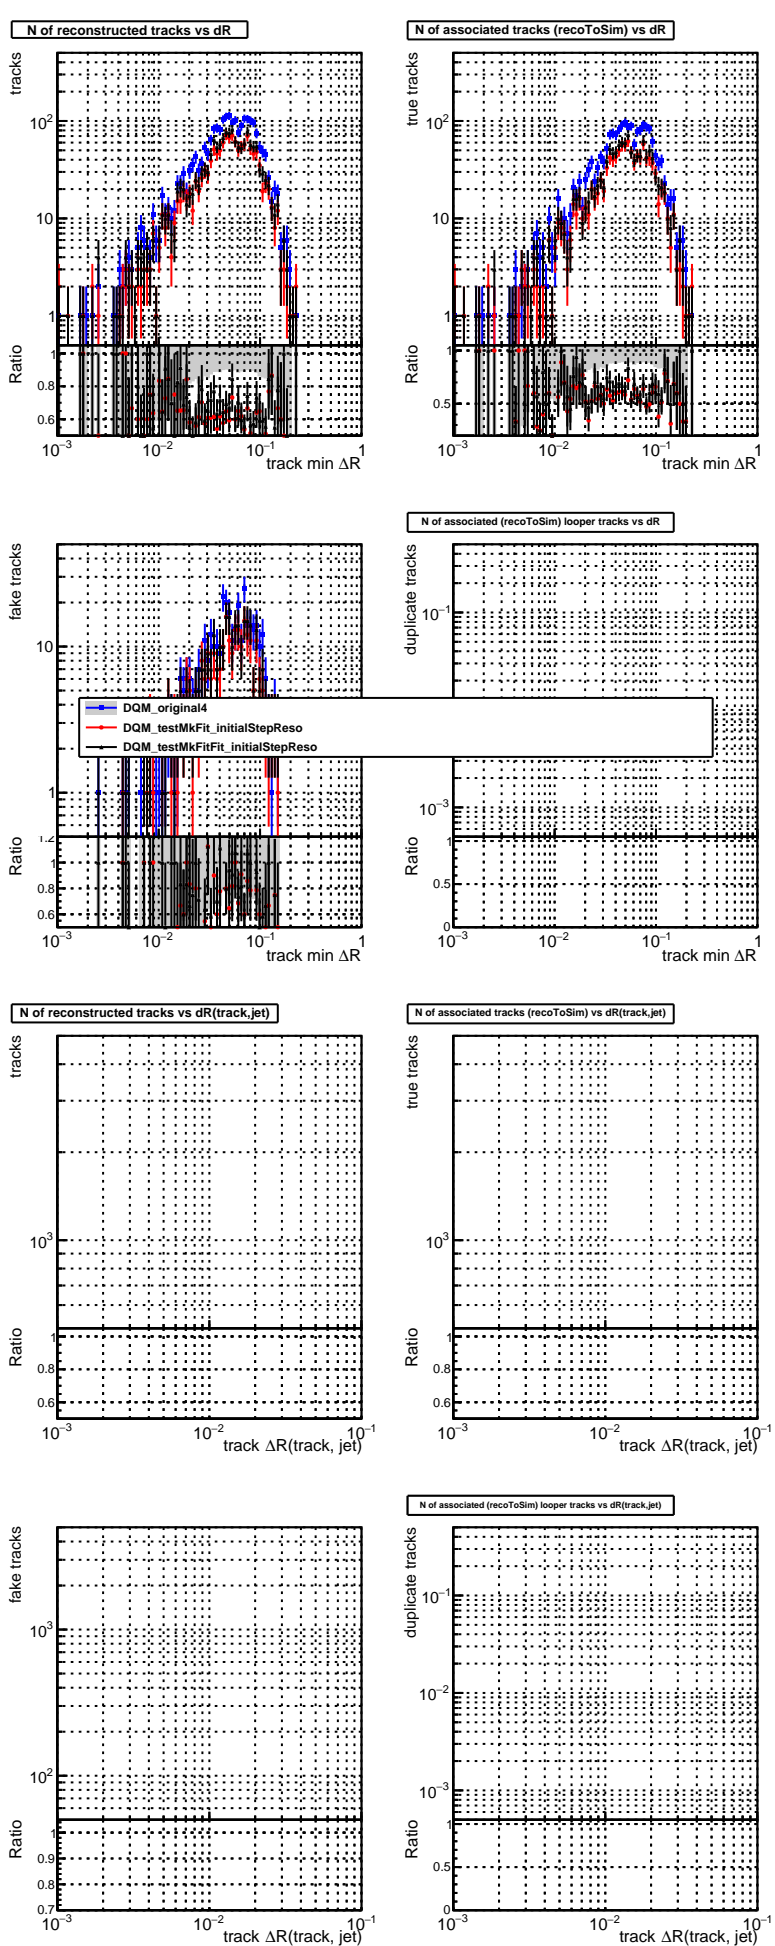 N of reconstructed tracks vs dR
tracks
10²
10
1
Ratio
1
0.8
0.6
10⁻³ 10⁻² 10⁻¹ 1
track min ΔR
N of associated tracks (recoToSim) vs dR
true tracks
10²
10
1
Ratio
1
0.5
10⁻³ 10⁻² 10⁻¹ 1
track min ΔR
fake tracks
10
1
Ratio
1.2
1
0.8
0.6
10⁻³ 10⁻² 10⁻¹ 1
track min ΔR
N of associated (recoToSim) looper tracks vs dR
duplicate tracks
10⁻¹
10⁻³
Ratio
1
0.5
0
10⁻³ 10⁻² 10⁻¹ 1
track min ΔR
DQM_original4
DQM_testMkFit_initialStepReso
DQM_testMkFitFit_initialStepReso
N of reconstructed tracks vs dR(track,jet)
tracks
10³
Ratio
1
0.8
0.6
10⁻³ 10⁻² 10⁻¹
track ΔR(track, jet)
N of associated tracks (recoToSim) vs dR(track,jet)
true tracks
10³
Ratio
1
0.8
0.6
10⁻³ 10⁻² 10⁻¹
track ΔR(track, jet)
fake tracks
10³
10²
Ratio
1
0.9
0.8
0.7
10⁻³ 10⁻² 10⁻¹
track ΔR(track, jet)
N of associated (recoToSim) looper tracks vs dR(track,jet)
duplicate tracks
10⁻¹
10⁻²
10⁻³
Ratio
1
0.5
0
10⁻³ 10⁻² 10⁻¹
track ΔR(track, jet)